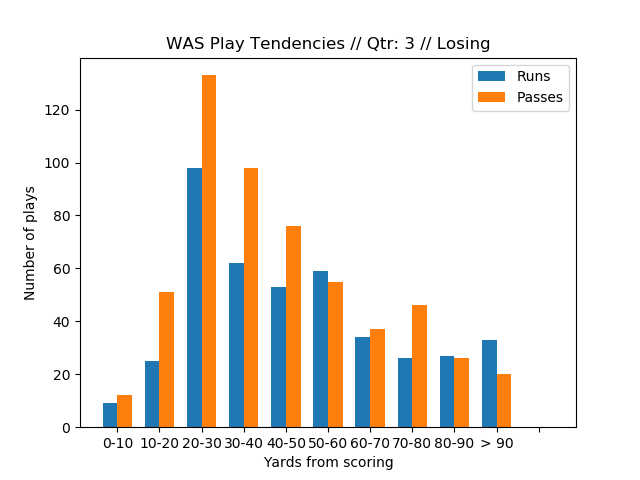 WAS Play Tendencies // Qtr: 3 // Losing
Runs
Passes
Number of plays
120
100
80
60
40
20
0
0-10 10-20 20-30 30-40 40-50 50-60 60-70 70-80 80-90 > 90
Yards from scoring